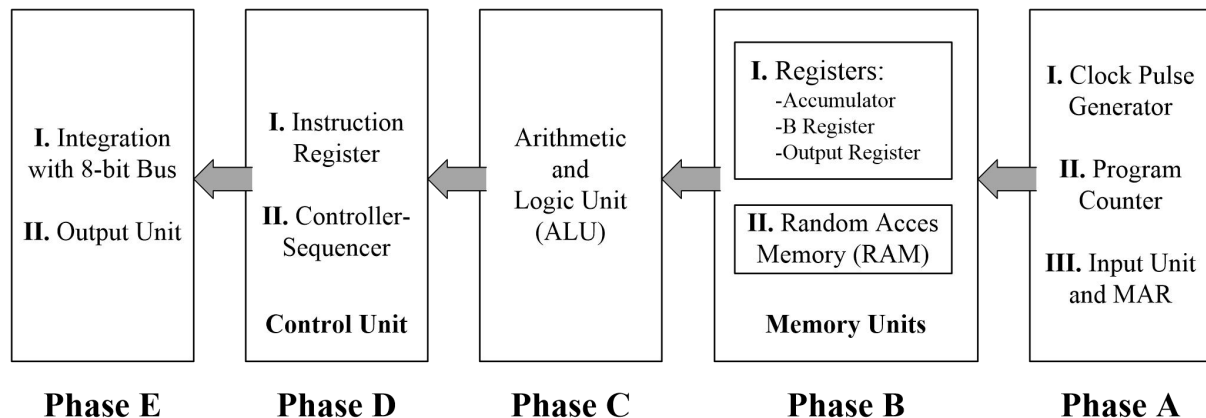 I. Integration
with 8-bit Bus
II. Output Unit
Phase E
I. Instruction
Register
II. Controller-
Sequencer
Control Unit
Phase D
Arithmetic
and
Logic Unit
(ALU)
Phase C
I. Registers:
-Accumulator
-B Register
-Output Register
II. Random Acces
Memory (RAM)
Memory Units
Phase B
I. Clock Pulse
Generator
II. Program
Counter
III. Input Unit
and MAR
Phase A